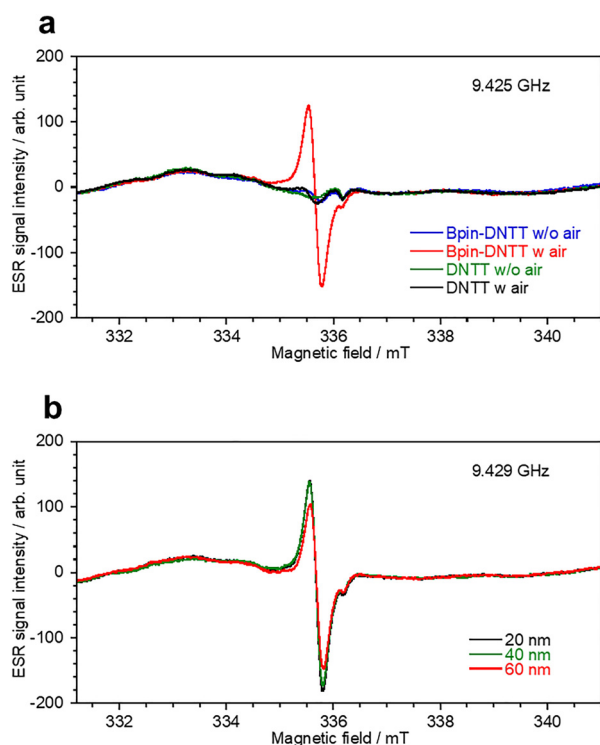 a
200
9.425 GHz
100
0
-100
-200
ESR signal intensity / arb. unit
Bpin-DNTT w/o air
Bpin-DNTT w air
DNTT w/o air
DNTT w air
332 334 336 338 340
Magnetic field / mT
b
200
9.429 GHz
100
0
-100
-200
ESR signal intensity / arb. unit
20 nm
40 nm
60 nm
332 334 336 338 340
Magnetic field / mT